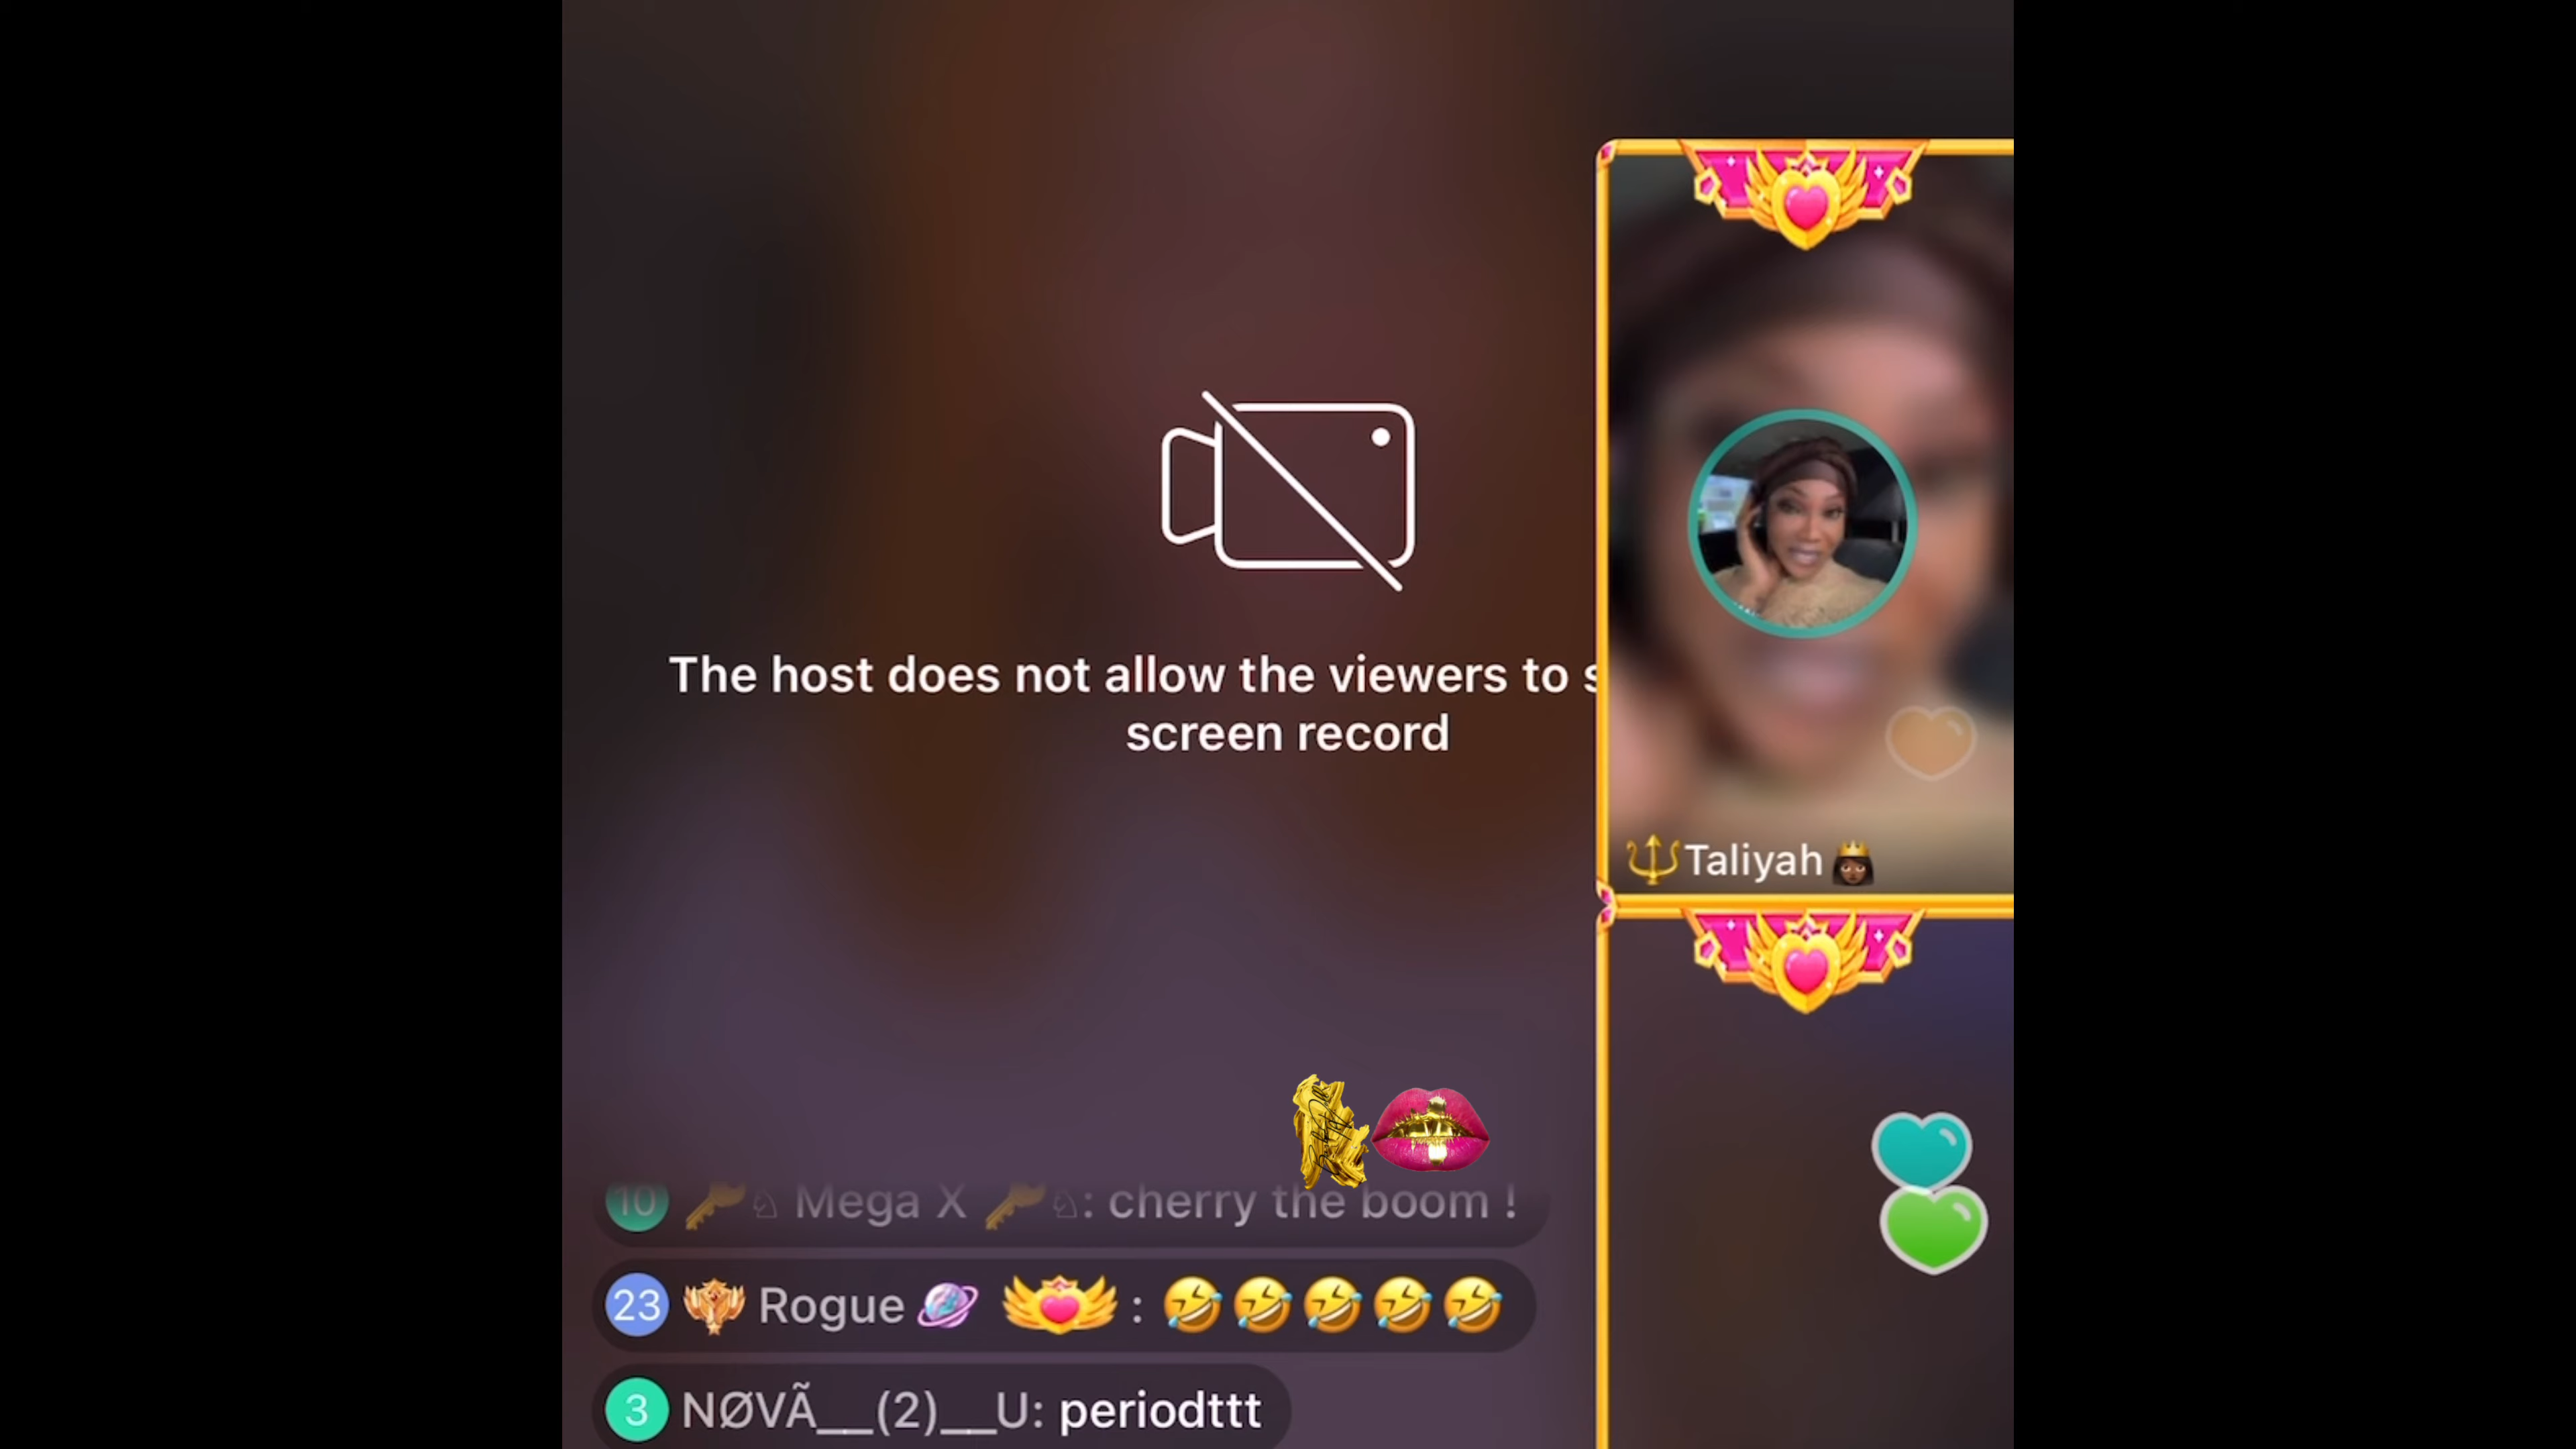 The host does not allow the viewers to
screen record
Taliyah
10 Mega X : cherry the boom !
23 Rogue : 🤣🤣🤣🤣🤣
3 NØVÃ__(2)__U: periodttt